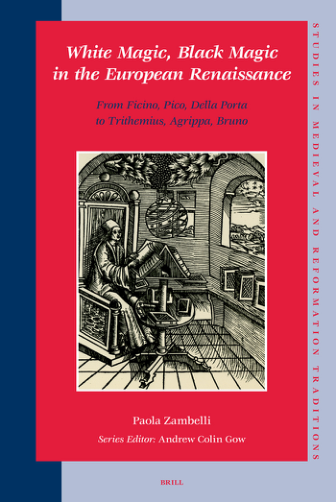 White Magic, Black Magic
in the European Renaissance
From Ficino, Pico, Della Porta
to Trithemius, Agrippa, Bruno
Paola Zambelli
Series Editor: Andrew Colin Gow
BRILL
STUDIES IN MEDIEVAL AND REFORMATION TRADITIONS